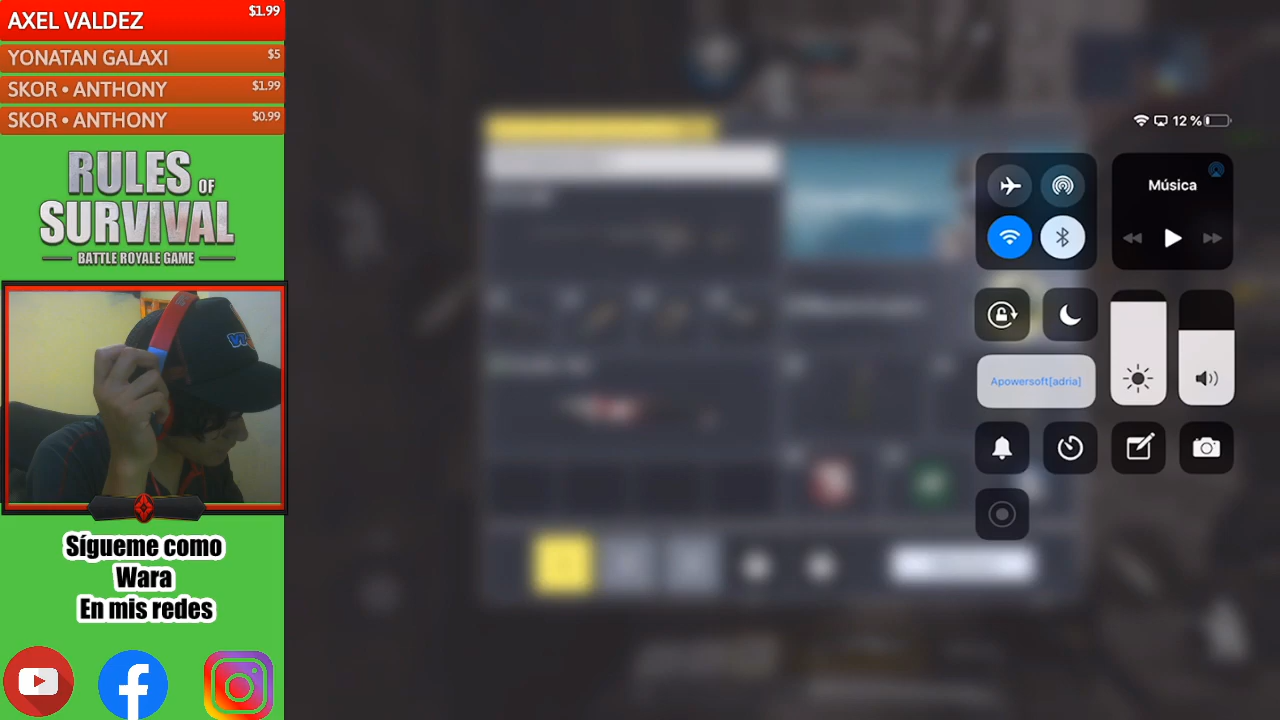 AXEL VALDEZ $1.99
YONATAN GALAXI $5
SKOR • ANTHONY $1.99
SKOR • ANTHONY $0.99
RULES OF
SURVIVAL
BATTLE ROYALE GAME
Sígueme como
Wara
En mis redes
12 %
Música
Apowersoft[adria]